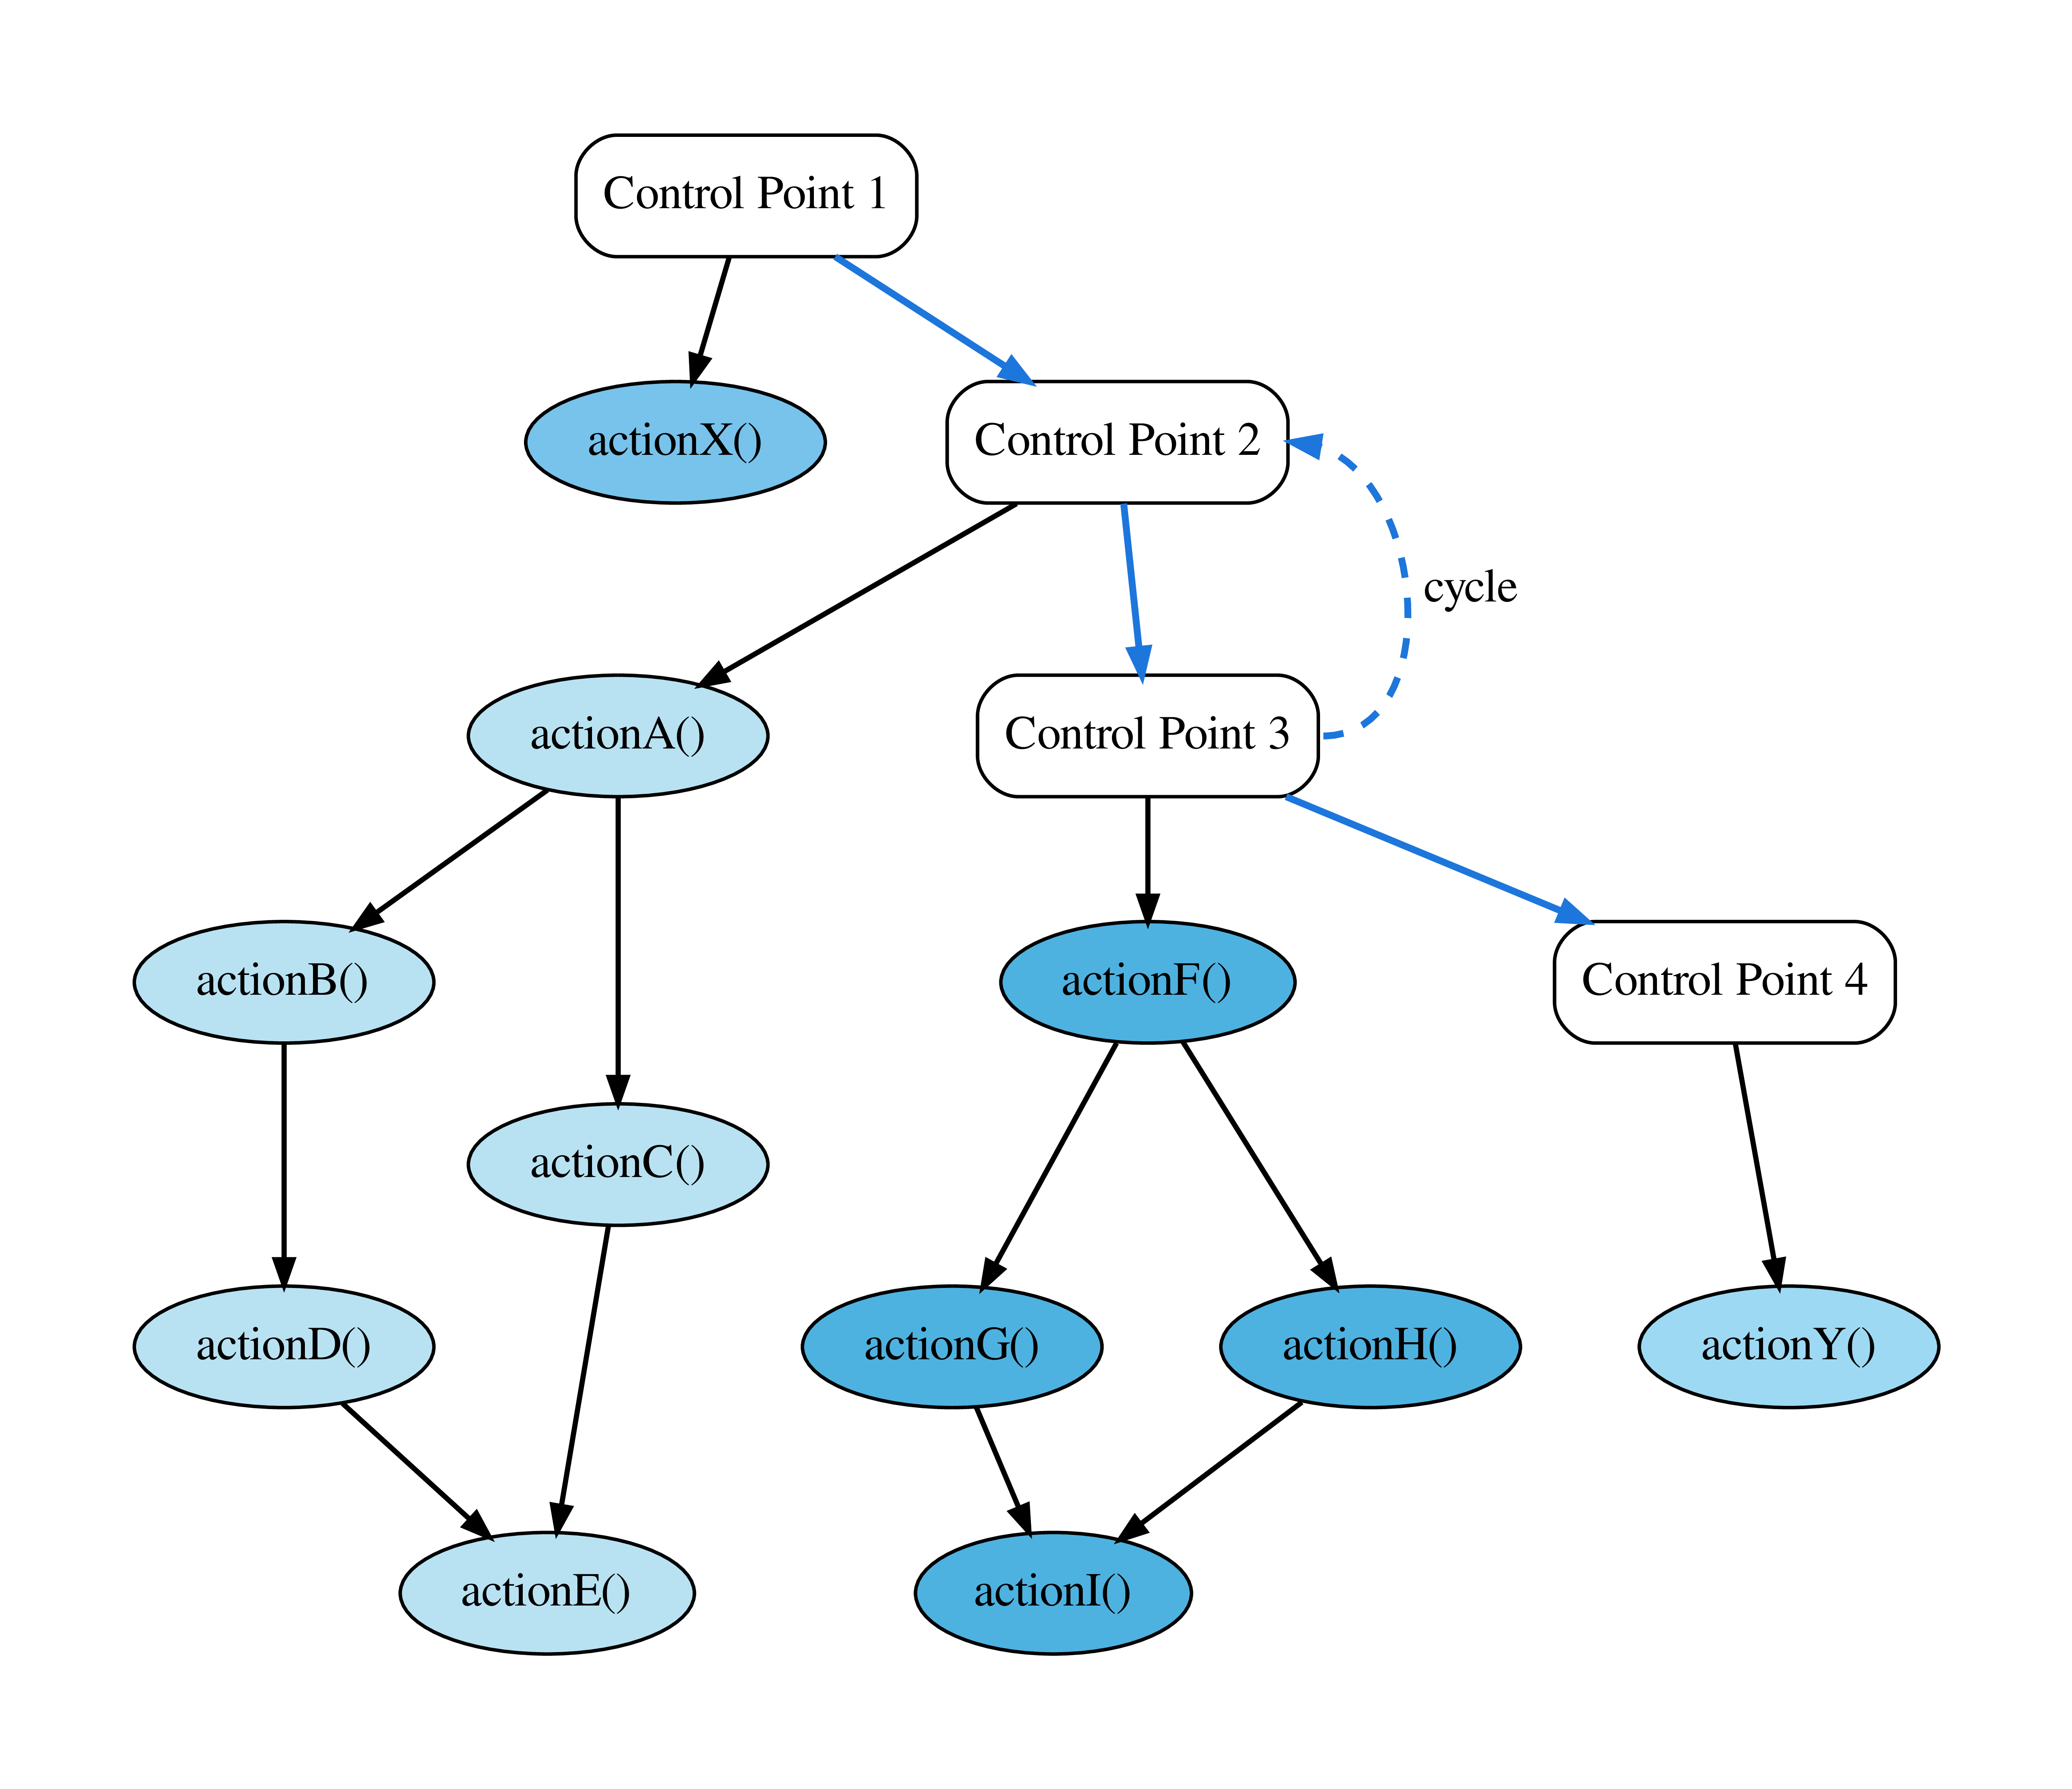 Control Point 1
actionX()
Control Point 2
cycle
actionA()
Control Point 3
actionB()
actionF()
Control Point 4
actionC()
actionD()
actionG()
actionH()
actionY()
actionE()
actionI()